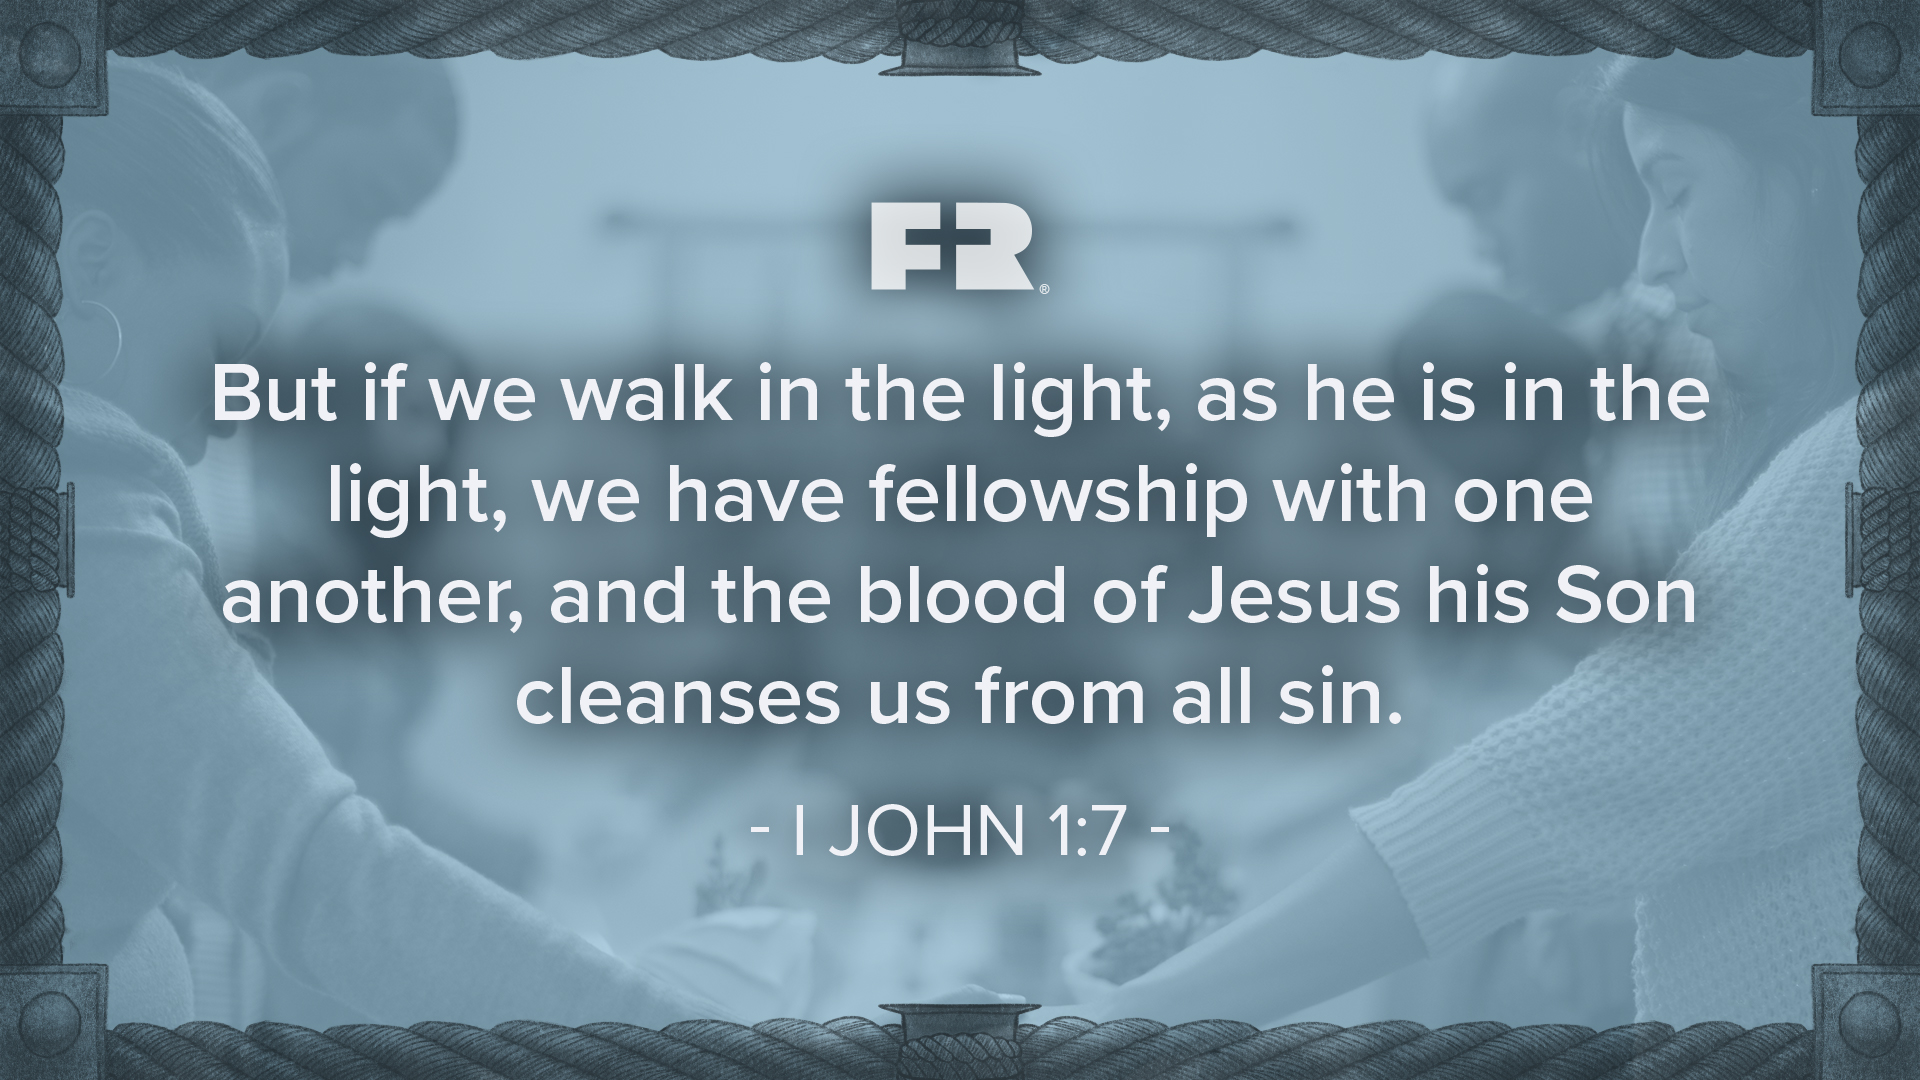 FR®
But if we walk in the light, as he is in the
light, we have fellowship with one
another, and the blood of Jesus his Son
cleanses us from all sin.
- I JOHN 1:7 -